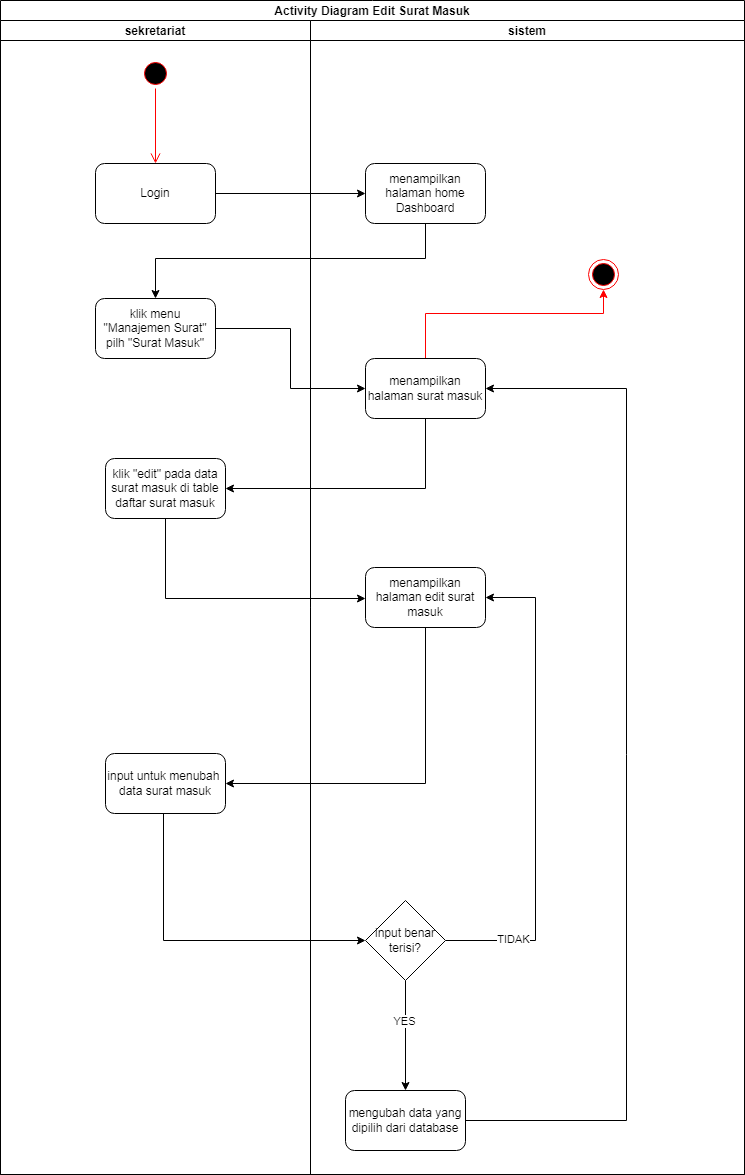 Activity Diagram Edit Surat Masuk
sekretariat
sistem
Login
menampilkan
halaman home
Dashboard
klik menu
"Manajemen Surat"
pilh "Surat Masuk"
menampilkan
halaman surat masuk
klik "edit" pada data
surat masuk di table
daftar surat masuk
menampilkan
halaman edit surat
masuk
input untuk menubah
data surat masuk
input benar
terisi?
TIDAK
YES
mengubah data yang
dipilih dari database